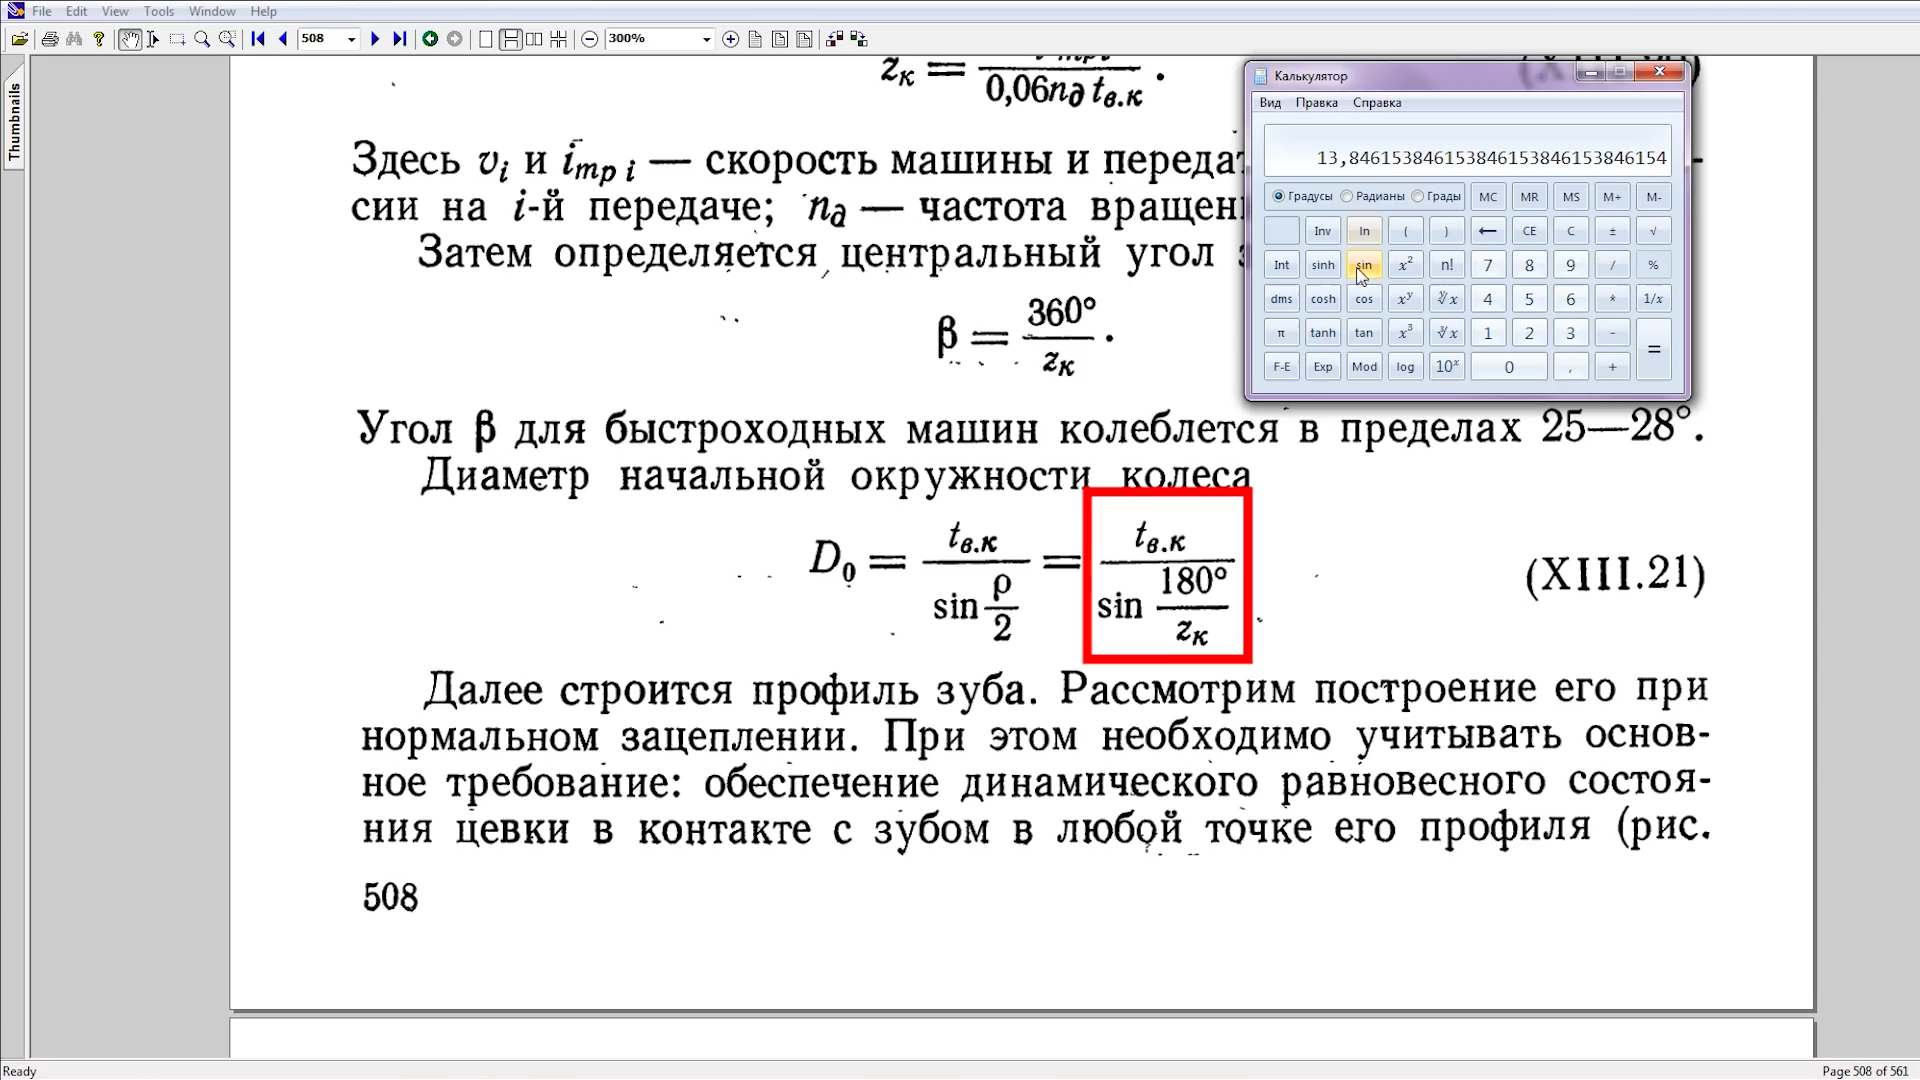 File Edit View Tools Window Help
508
300%
Thumbnails
z_к = / 0,06n_д t_в.к .
Калькулятор
Вид Правка Справка
13,846153846153846153846153846154
Градусы Радианы Грады MC MR MS M+ M-
Inv ln ( ) ← CE C ± √
Int sinh sin x² n! 7 8 9 / %
dms cosh cos x^y ʸ√x 4 5 6 * 1/x
π tanh tan x³ ³√x 1 2 3 - =
F-E Exp Mod log 10^x 0 , +
Здесь v_i и i_тр i — скорость машины и
сии на i-й передаче; n_д — частота
Затем определяется центральный угол
β = 360° / z_к .
Угол β для быстроходных машин колеблется в пределах 25—28°.
Диаметр начальной окружности колеса
D_0 = t_в.к / sin ρ/2 = t_в.к / sin 180°/z_к . (XIII.21)
Далее строится профиль зуба. Рассмотрим построение его при
нормальном зацеплении. При этом необходимо учитывать основ-
ное требование: обеспечение динамического равновесного состоя-
ния цевки в контакте с зубом в любой точке его профиля (рис.
508
Ready
Page 508 of 561